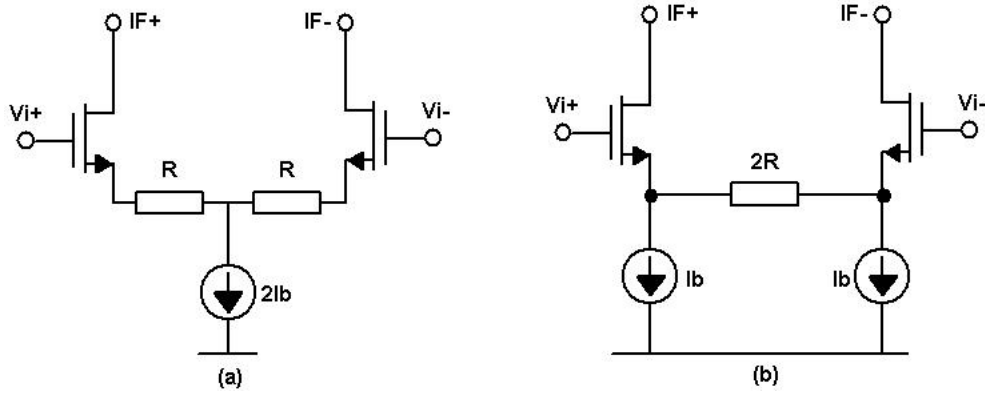 IF+ IF-
Vi+ Vi-
R R
2Ib
(a)
IF+ IF-
Vi+ Vi-
2R
Ib Ib
(b)